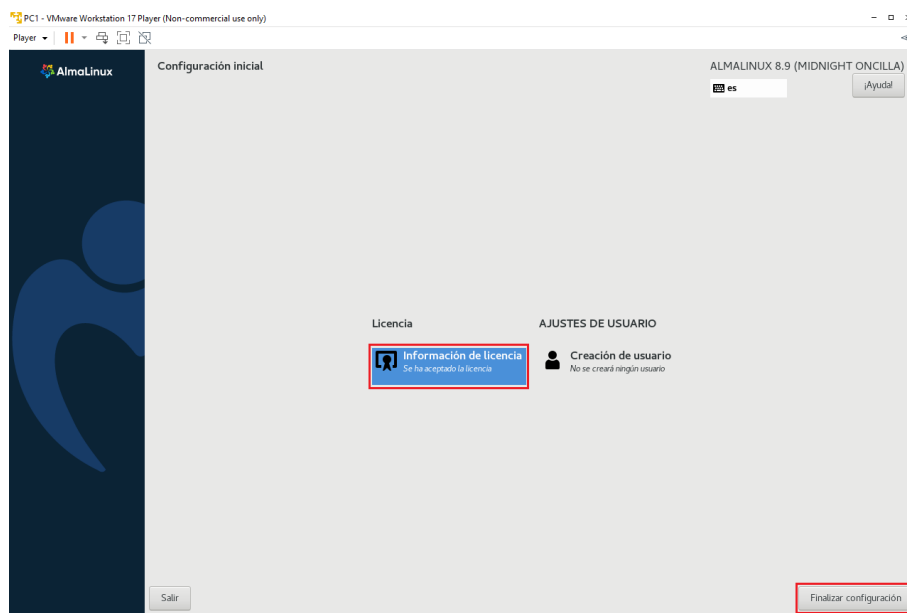 PC1 - VMware Workstation 17 Player (Non-commercial use only)
Player
AlmaLinux
Configuración inicial
ALMALINUX 8.9 (MIDNIGHT ONCILLA)
es
¡Ayuda!
Licencia
AJUSTES DE USUARIO
Información de licencia
Se ha aceptado la licencia
Creación de usuario
No se creará ningún usuario
Salir
Finalizar configuración